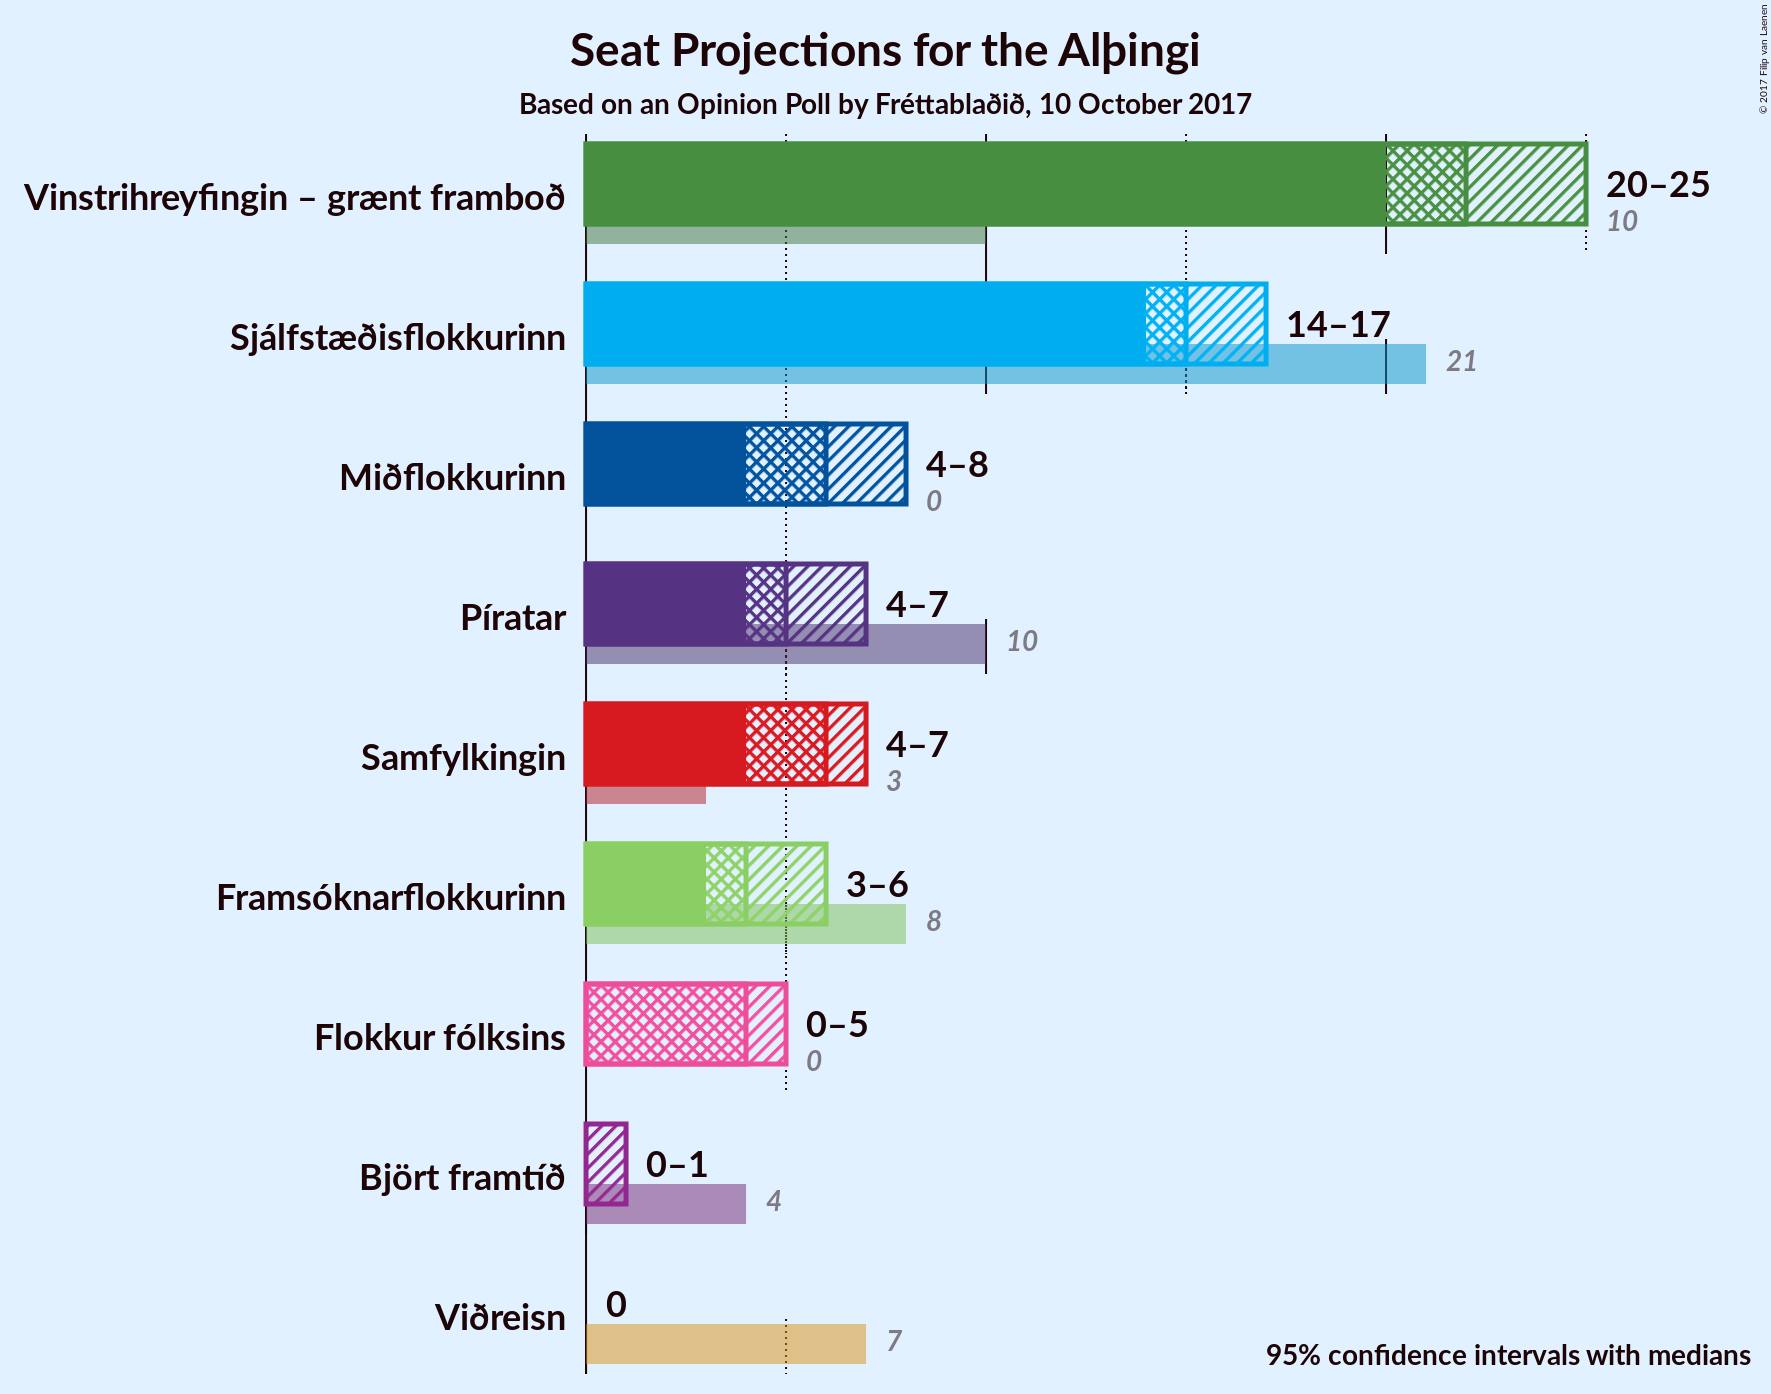 Seat Projections for the Alþingi
Based on an Opinion Poll by Fréttablaðið, 10 October 2017
© 2017 Filip van Laenen
Vinstrihreyfingin – grænt framboð
20–25
10
Sjálfstæðisflokkurinn
14–17
21
Miðflokkurinn
4–8
0
Píratar
4–7
10
Samfylkingin
4–7
3
Framsóknarflokkurinn
3–6
8
Flokkur fólksins
0–5
0
Björt framtíð
0–1
4
Viðreisn
0
7
95% confidence intervals with medians